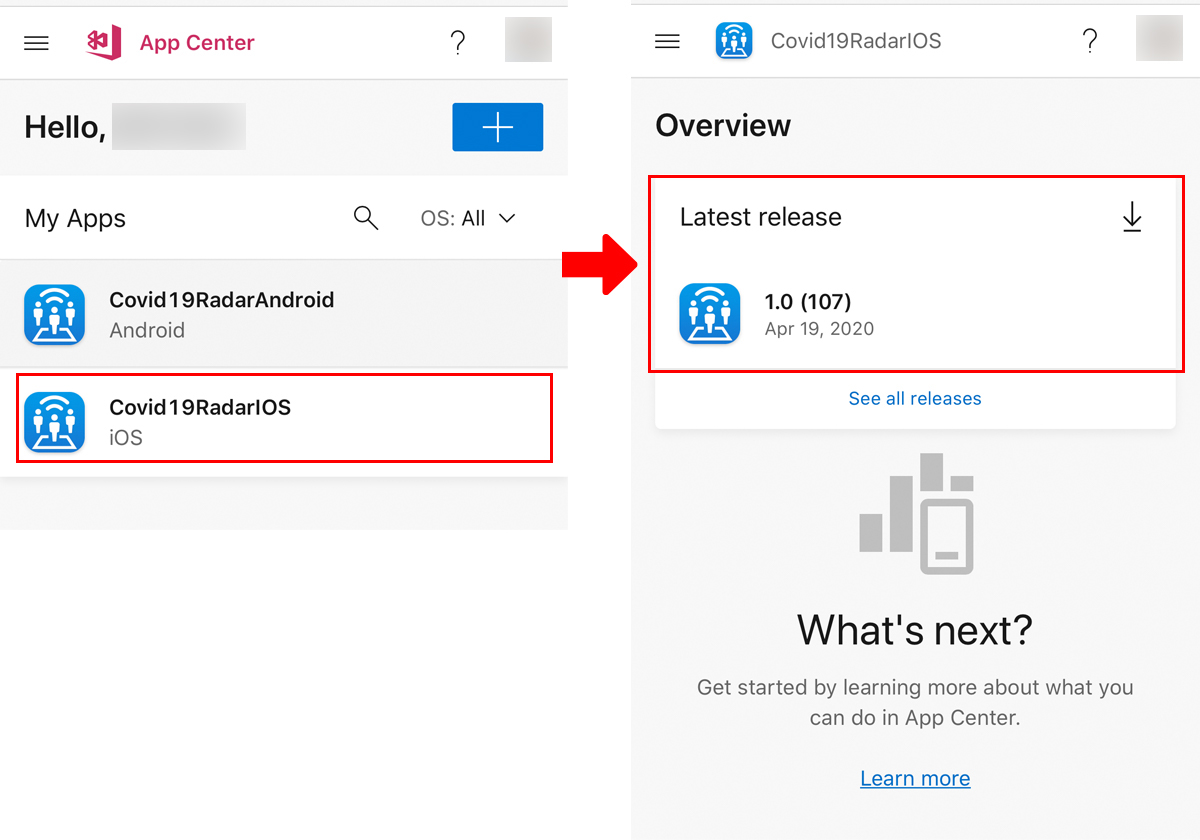 App Center
?
Hello,
My Apps
OS: All
Covid19RadarAndroid
Android
Covid19RadarIOS
iOS
Covid19RadarIOS
?
Overview
Latest release
1.0 (107)
Apr 19, 2020
See all releases
What's next?
Get started by learning more about what you
can do in App Center.
Learn more